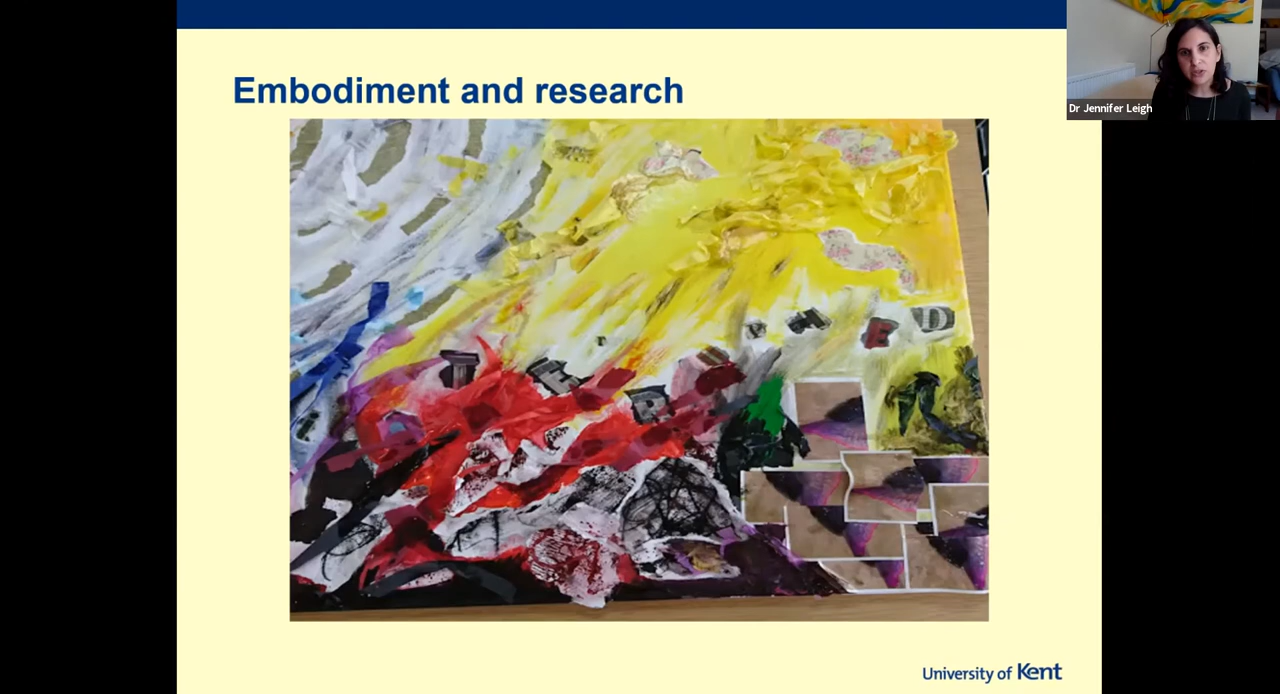 Embodiment and research
Dr Jennifer Leigh
University of Kent